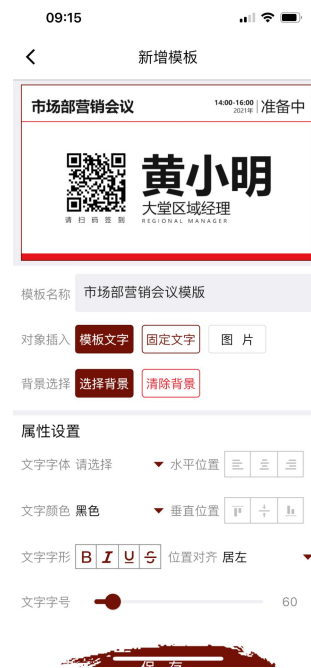 09:15
新增模板
市场部营销会议
14:00-16:00
2021年
准备中
黄小明
大堂区域经理
REGIONAL MANAGER
请扫码签到
模板名称 市场部营销会议模版
对象插入 模板文字 固定文字 图 片
背景选择 选择背景 清除背景
属性设置
文字字体 请选择 水平位置
文字颜色 黑色 垂直位置
文字字形 B I U S 位置对齐 居左
文字字号 60
保 存